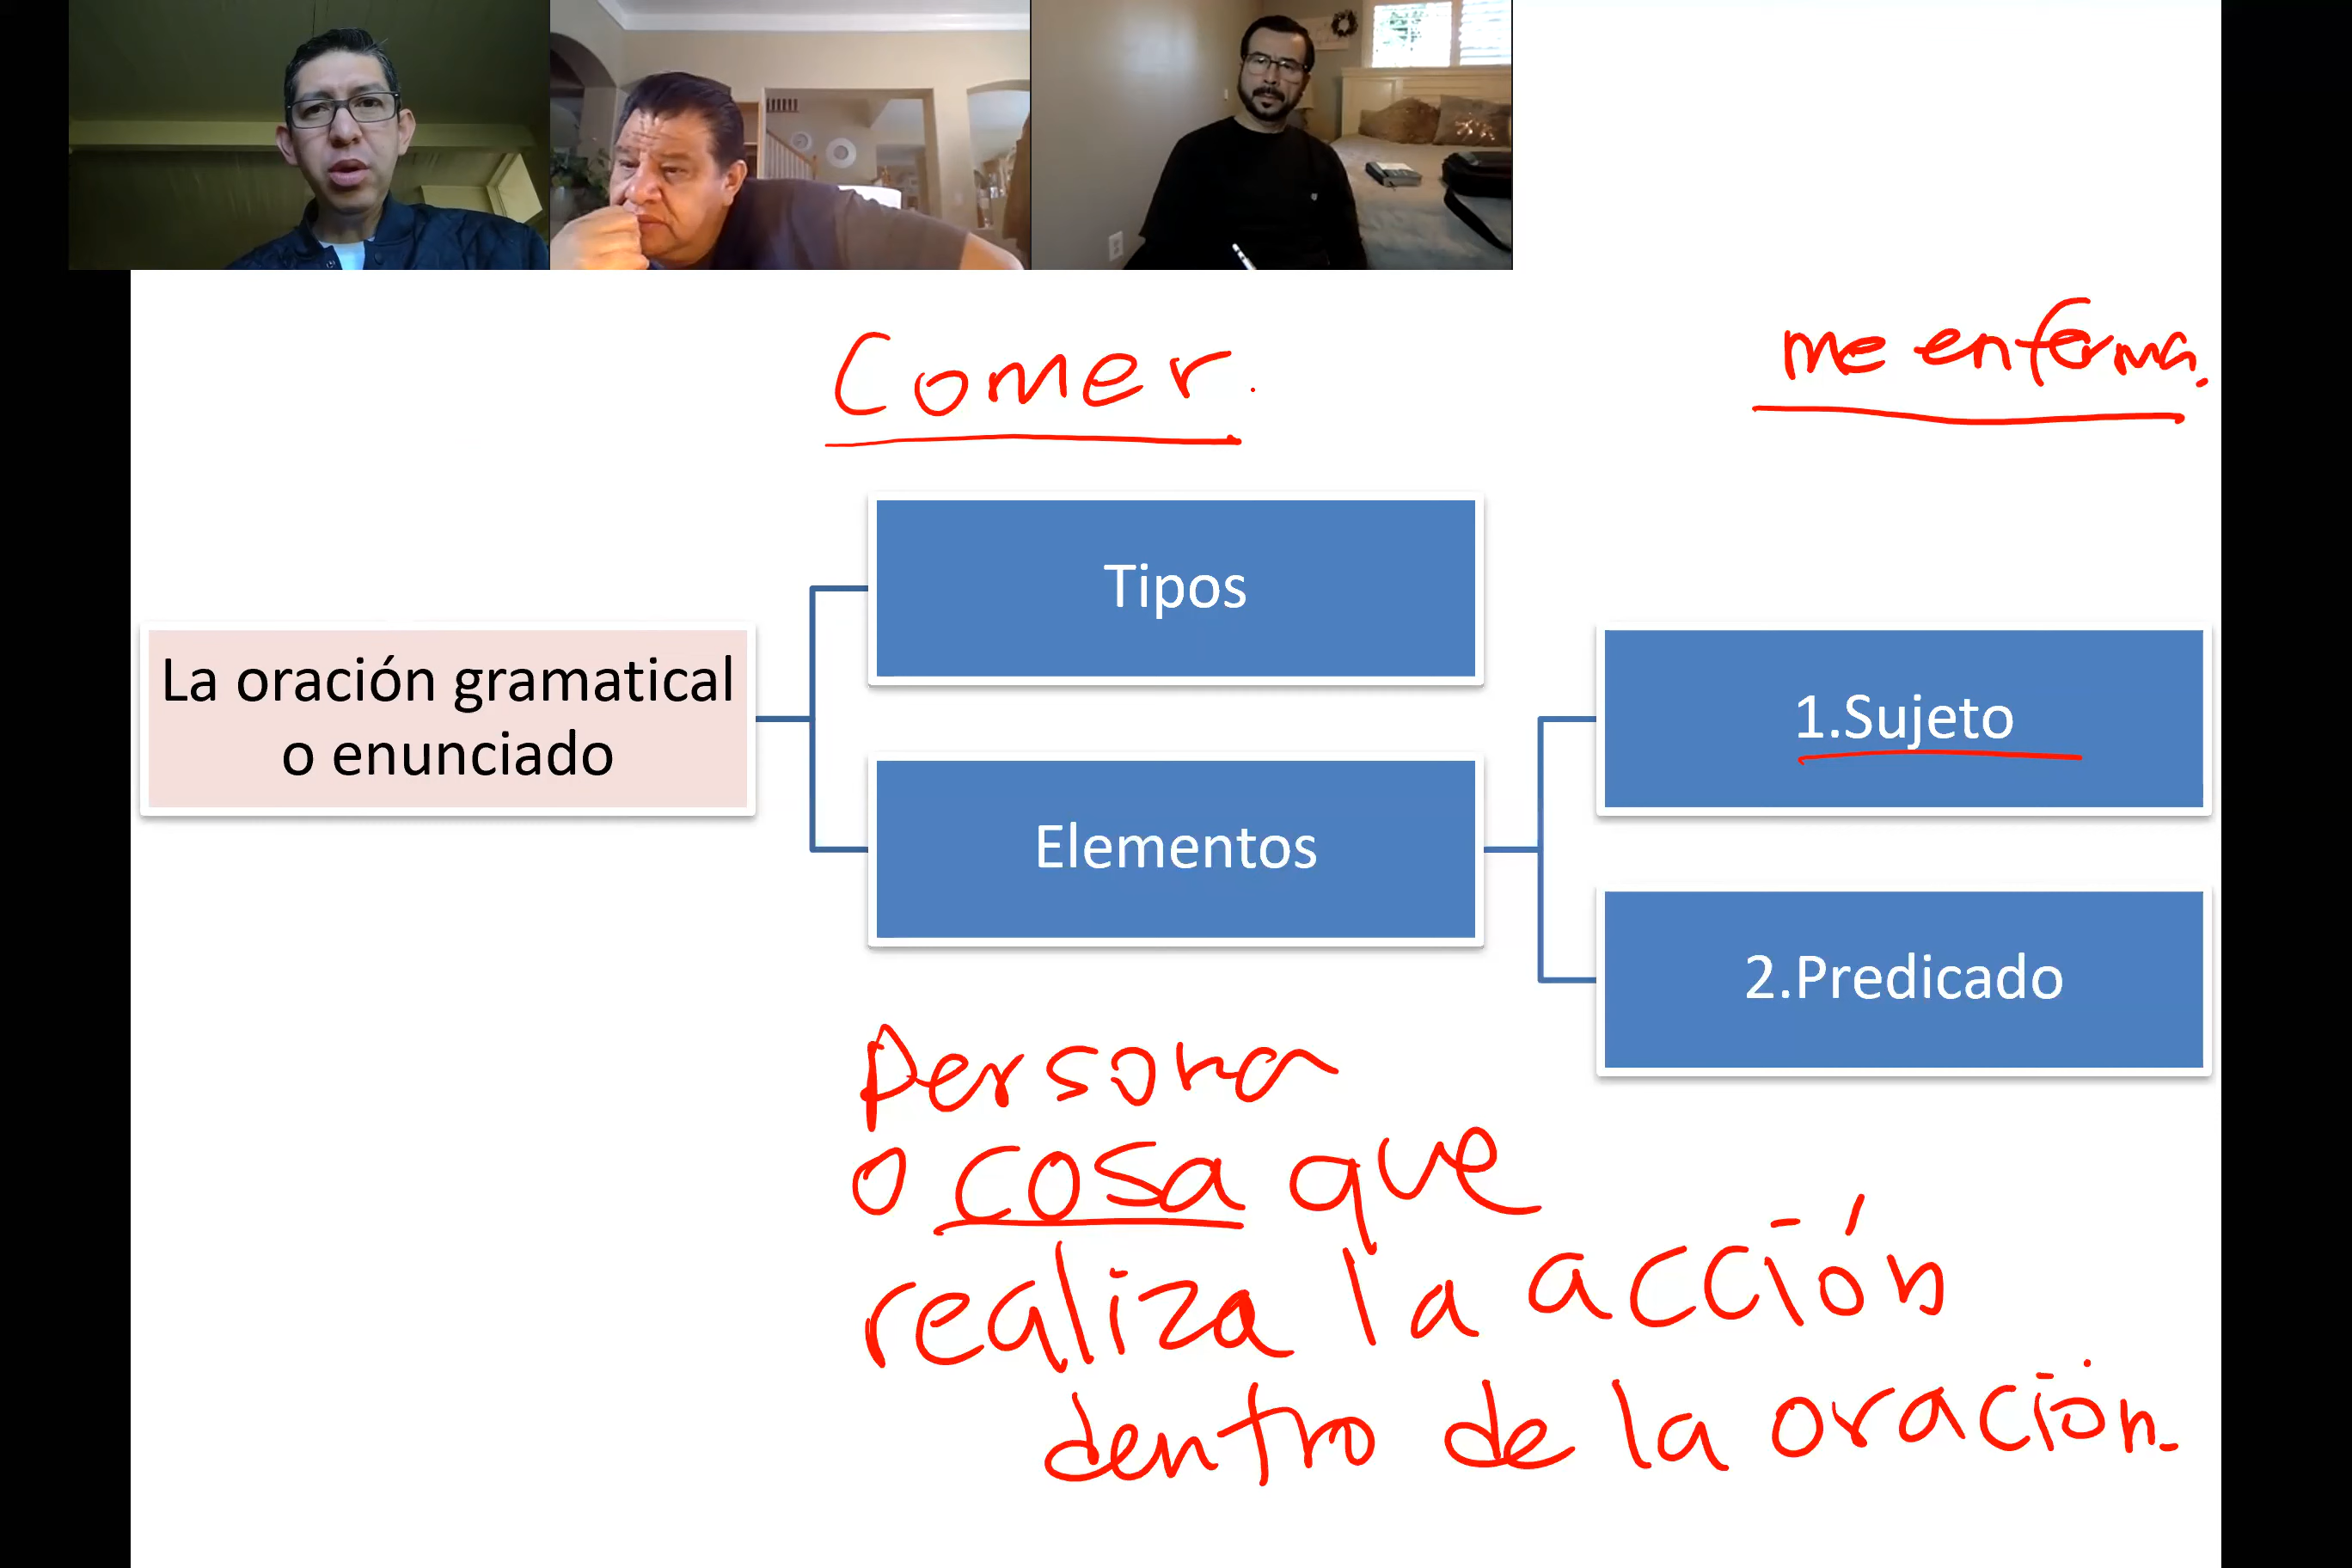 Comer.
me enferma.
Tipos
La oración gramatical
o enunciado
1.Sujeto
Elementos
2.Predicado
Persona
o cosa que
realiza la acción
dentro de la oración.